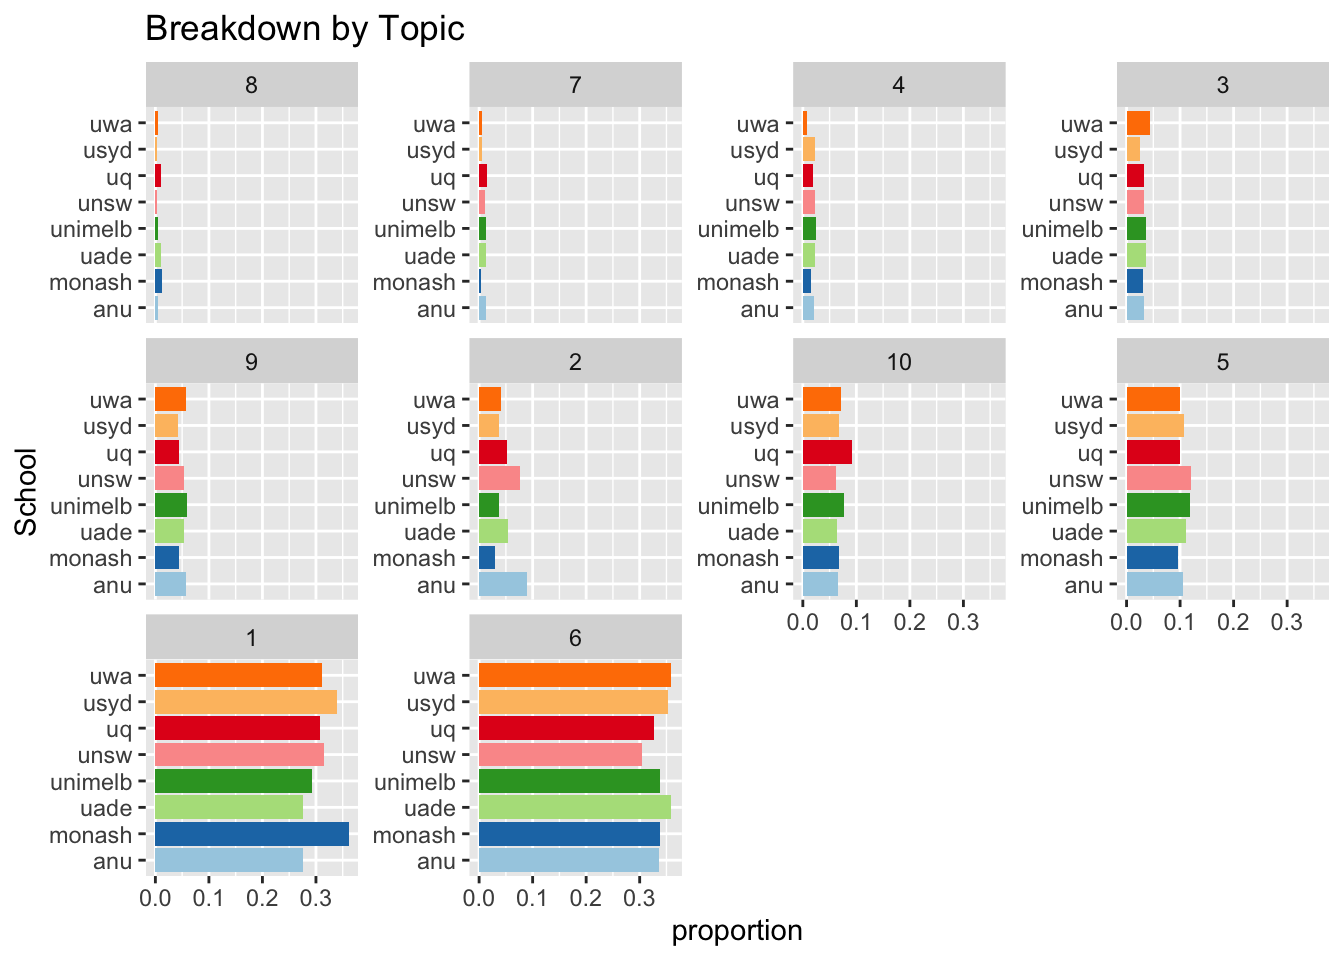 Breakdown by Topic
8
7
4
3
uwa
usyd
uq
unsw
unimelb
uade
monash
anu
uwa
usyd
uq
unsw
unimelb
uade
monash
anu
uwa
usyd
uq
unsw
unimelb
uade
monash
anu
uwa
usyd
uq
unsw
unimelb
uade
monash
anu
School
9
2
10
5
uwa
usyd
uq
unsw
unimelb
uade
monash
anu
uwa
usyd
uq
unsw
unimelb
uade
monash
anu
uwa
usyd
uq
unsw
unimelb
uade
monash
anu
0.0 0.1 0.2 0.3
uwa
usyd
uq
unsw
unimelb
uade
monash
anu
0.0 0.1 0.2 0.3
1
6
uwa
usyd
uq
unsw
unimelb
uade
monash
anu
0.0 0.1 0.2 0.3
uwa
usyd
uq
unsw
unimelb
uade
monash
anu
0.0 0.1 0.2 0.3
proportion